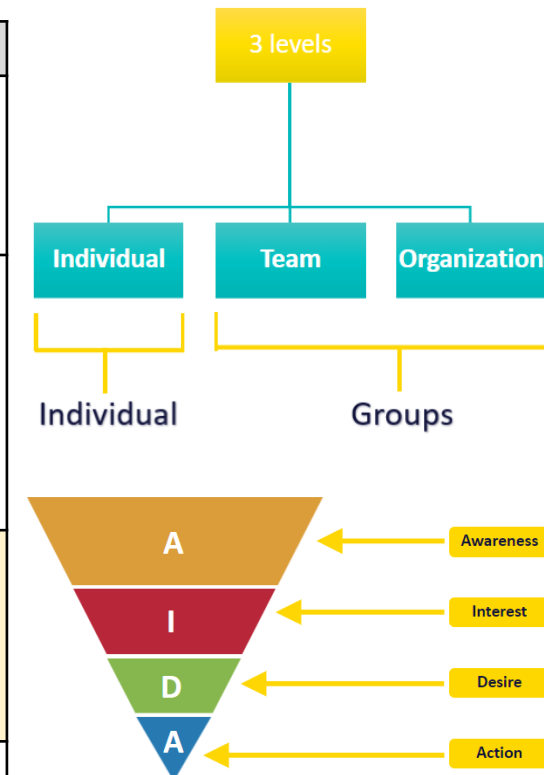 3 levels
Individual
Team
Organization
Individual
Groups
A
Awareness
I
Interest
D
Desire
A
Action